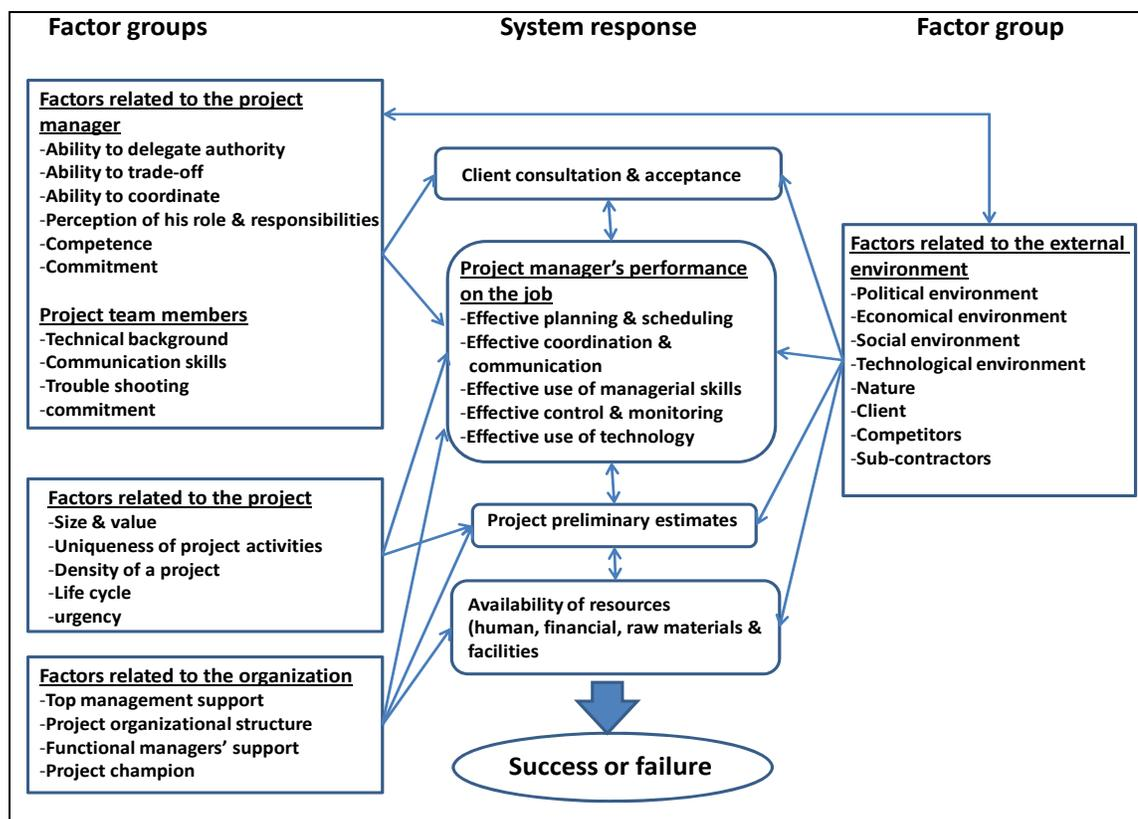 Factor groups
System response
Factor group
Factors related to the project
manager
-Ability to delegate authority
-Ability to trade-off
-Ability to coordinate
-Perception of his role & responsibilities
-Competence
-Commitment
Project team members
-Technical background
-Communication skills
-Trouble shooting
-commitment
Factors related to the project
-Size & value
-Uniqueness of project activities
-Density of a project
-Life cycle
-urgency
Factors related to the organization
-Top management support
-Project organizational structure
-Functional managers’ support
-Project champion
Client consultation & acceptance
Project manager’s performance
on the job
-Effective planning & scheduling
-Effective coordination &
communication
-Effective use of managerial skills
-Effective control & monitoring
-Effective use of technology
Project preliminary estimates
Availability of resources
(human, financial, raw materials &
facilities
Success or failure
Factors related to the external
environment
-Political environment
-Economical environment
-Social environment
-Technological environment
-Nature
-Client
-Competitors
-Sub-contractors